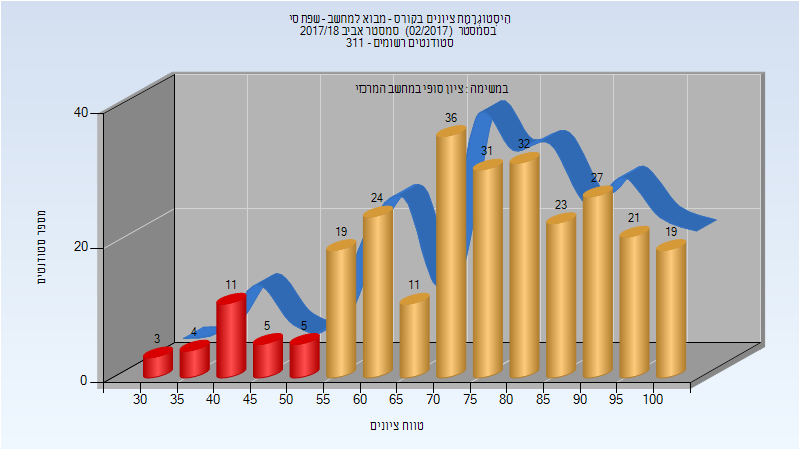 היסטוגרמת ציונים בקורס - מבוא למחשב - שפת סי
בסמסטר (02/2017) סמסטר אביב 2017/18
סטודנטים רשומים - 311
במשימה : ציון סופי במחשב המרכזי
40
20
0
מספר סטודנטים
3
4
11
5
5
19
24
11
36
31
32
23
27
21
19
30 35 40 45 50 55 60 65 70 75 80 85 90 95 100
טווח ציונים